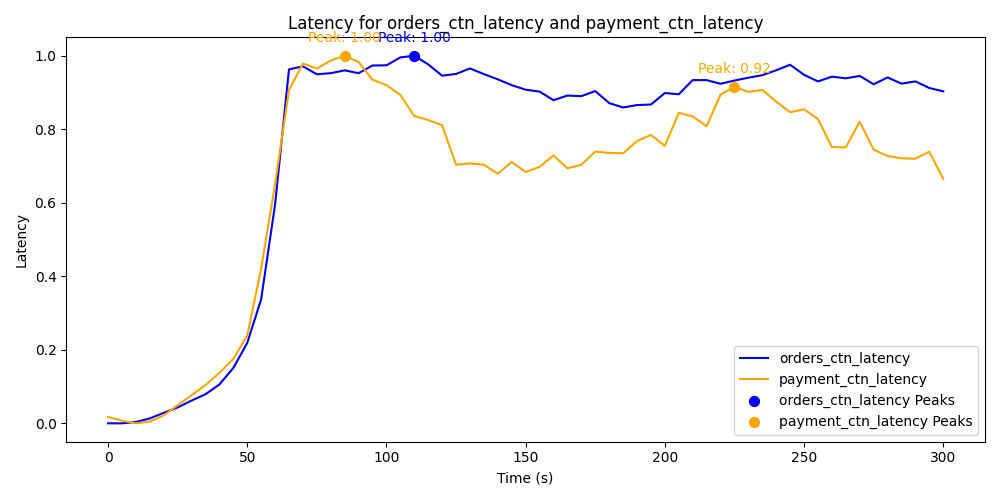 Latency for orders_ctn_latency and payment_ctn_latency
Peak: 1.00
Peak: 1.00
Peak: 0.92
1.0
0.8
0.6
0.4
0.2
0.0
Latency
0
50
100
150
200
250
300
Time (s)
orders_ctn_latency
payment_ctn_latency
orders_ctn_latency Peaks
payment_ctn_latency Peaks